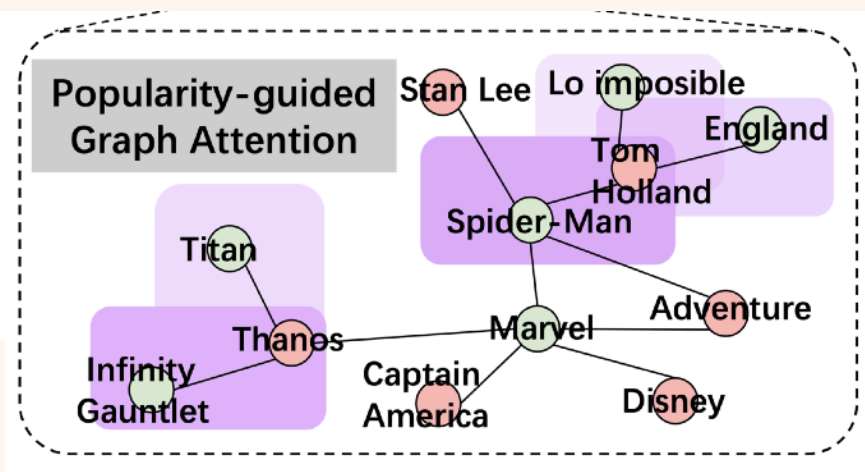 Popularity-guided
Graph Attention
Stan Lee
Lo imposible
England
Tom
Holland
Spider-Man
Titan
Adventure
Marvel
Thanos
Infinity
Gauntlet
Captain
America
Disney